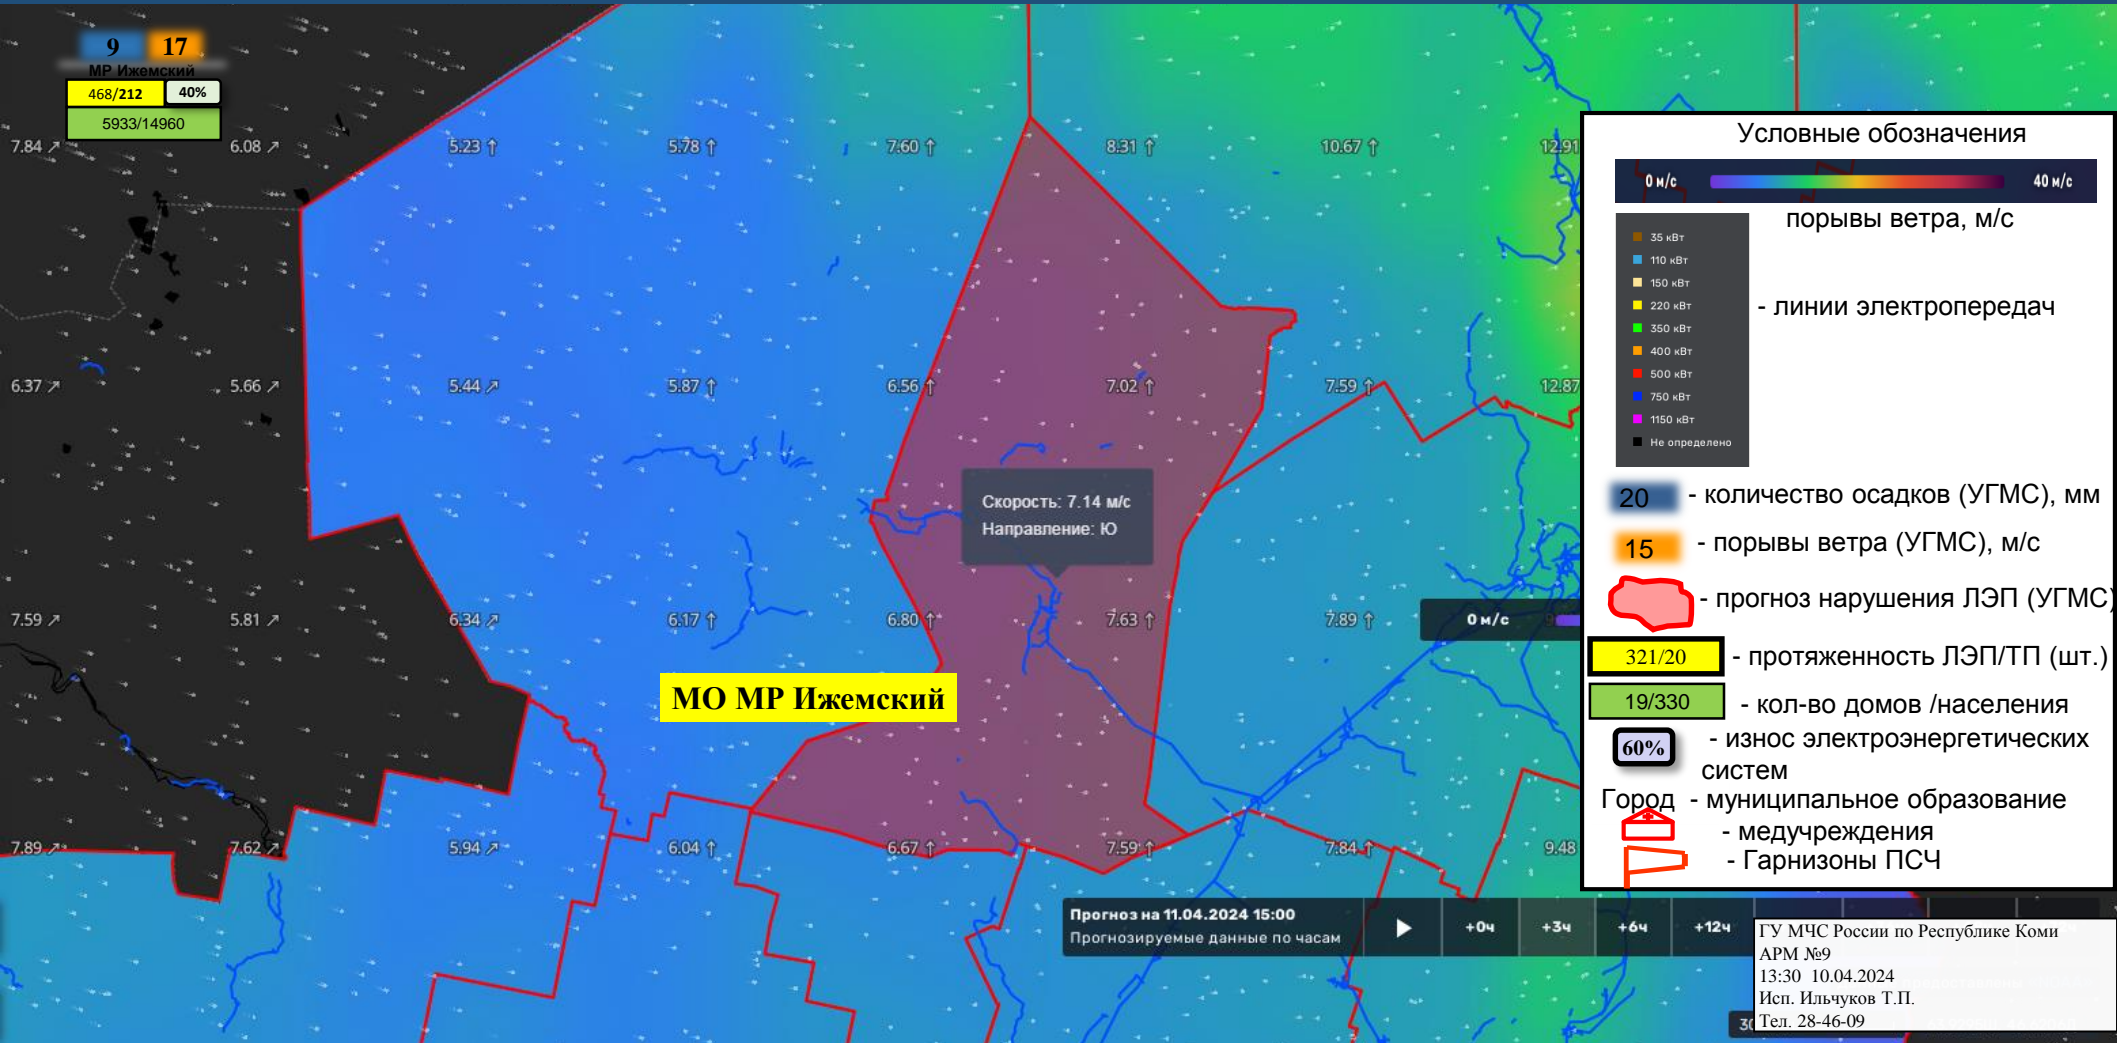 9 17
МР Ижемский
468/212 40%
5933/14960
7.84 ↗ 6.08 ↗ 5.23 ↑ 5.78 ↑ 7.60 ↑ 8.31 ↑ 10.67 ↑ 12.91
6.37 ↗ 5.66 ↗ 5.44 ↗ 5.87 ↑ 6.56 ↑ 7.02 ↑ 7.59 ↑ 12.87
Скорость: 7.14 м/с
Направление: Ю
7.59 ↗ 5.81 ↗ 6.34 ↗ 6.17 ↑ 6.80 ↑ 7.63 ↑ 7.89 ↑
0 м/с
МО МР Ижемский
7.89 ↗ 7.62 ↗ 5.94 ↗ 6.04 ↑ 6.67 ↑ 7.59 ↑ 7.84 ↑ 9.48
Прогноз на 11.04.2024 15:00
Прогнозируемые данные по часам
+0ч +3ч +6ч +12ч
Условные обозначения
0 м/с 40 м/с
порывы ветра, м/с
35 кВт
110 кВт
150 кВт
220 кВт
350 кВт
400 кВт
500 кВт
750 кВт
1150 кВт
Не определено
- линии электропередач
20 - количество осадков (УГМС), мм
15 - порывы ветра (УГМС), м/с
- прогноз нарушения ЛЭП (УГМС)
321/20 - протяженность ЛЭП/ТП (шт.)
19/330 - кол-во домов /населения
60% - износ электроэнергетических
систем
Город - муниципальное образование
- медучреждения
- Гарнизоны ПСЧ
ГУ МЧС России по Республике Коми
АРМ №9
13:30 10.04.2024
Исп. Ильчуков Т.П.
Тел. 28-46-09